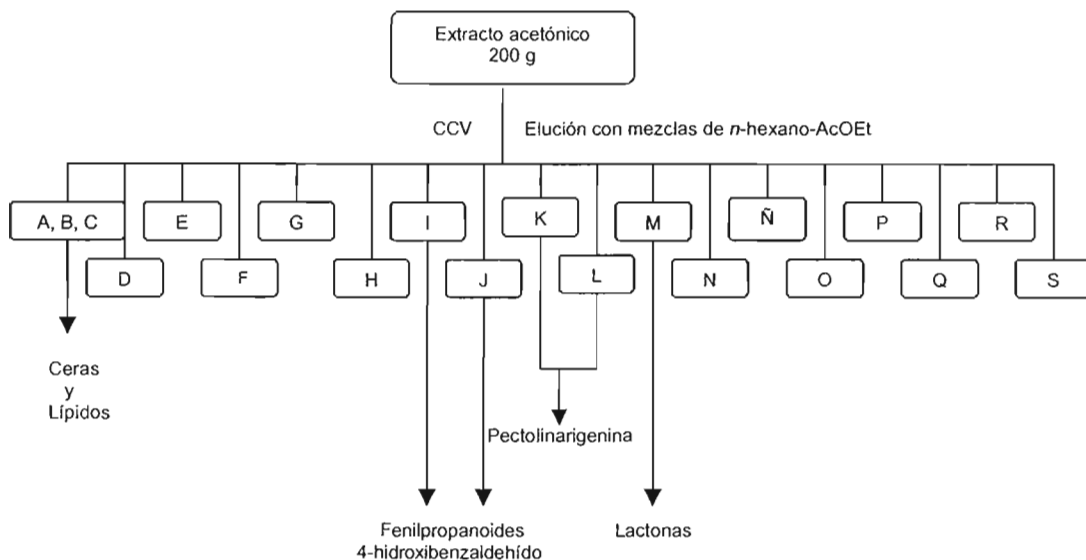 Extracto acetónico
200 g
CCV
Elución con mezclas de n-hexano-AcOEt
A, B, C
E
G
I
K
M
Ñ
P
R
D
F
H
J
L
N
O
Q
S
Ceras
y
Lípidos
Pectolinarigenina
Fenilpropanoides
4-hidroxibenzaldehído
Lactonas